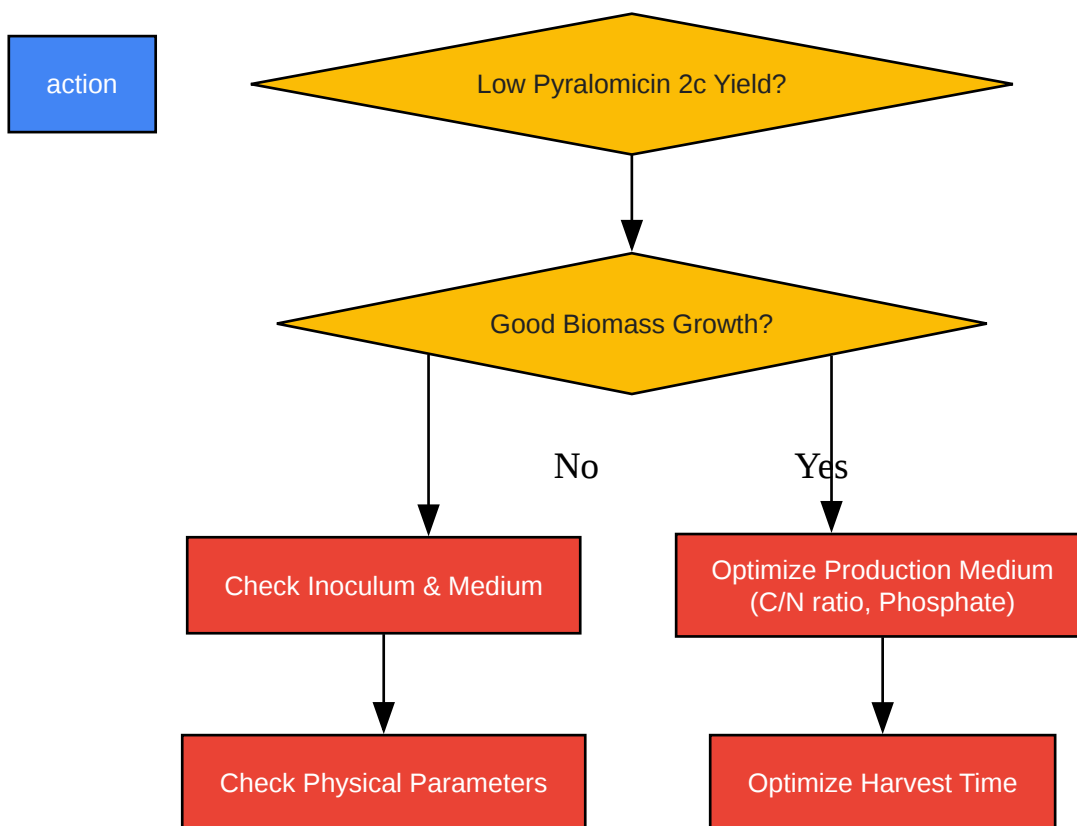 action
Low Pyralomicin 2c Yield?
Good Biomass Growth?
No
Yes
Check Inoculum & Medium
Optimize Production Medium
(C/N ratio, Phosphate)
Check Physical Parameters
Optimize Harvest Time